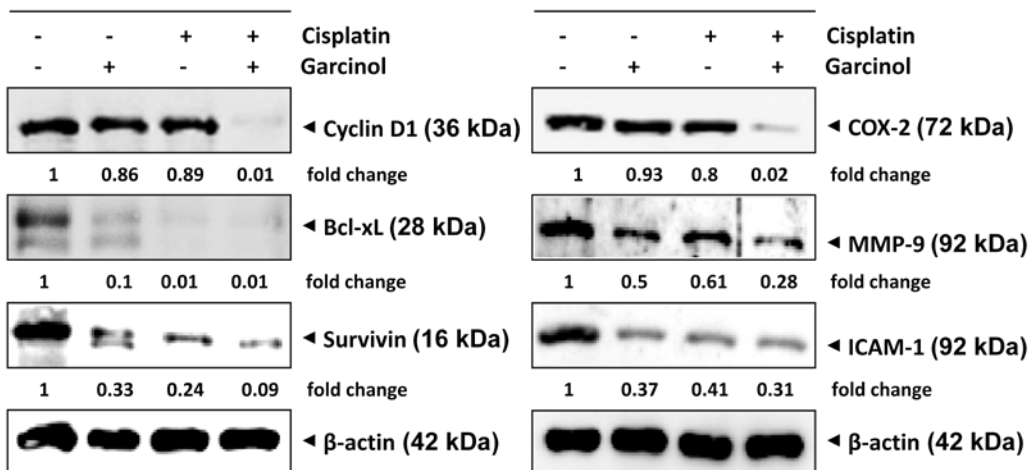 - - + + Cisplatin
- + - + Garcinol
◄ Cyclin D1 (36 kDa)
1 0.86 0.89 0.01 fold change
◄ Bcl-xL (28 kDa)
1 0.1 0.01 0.01 fold change
◄ Survivin (16 kDa)
1 0.33 0.24 0.09 fold change
◄ β-actin (42 kDa)
- - + + Cisplatin
- + - + Garcinol
◄ COX-2 (72 kDa)
1 0.93 0.8 0.02 fold change
◄ MMP-9 (92 kDa)
1 0.5 0.61 0.28 fold change
◄ ICAM-1 (92 kDa)
1 0.37 0.41 0.31 fold change
◄ β-actin (42 kDa)